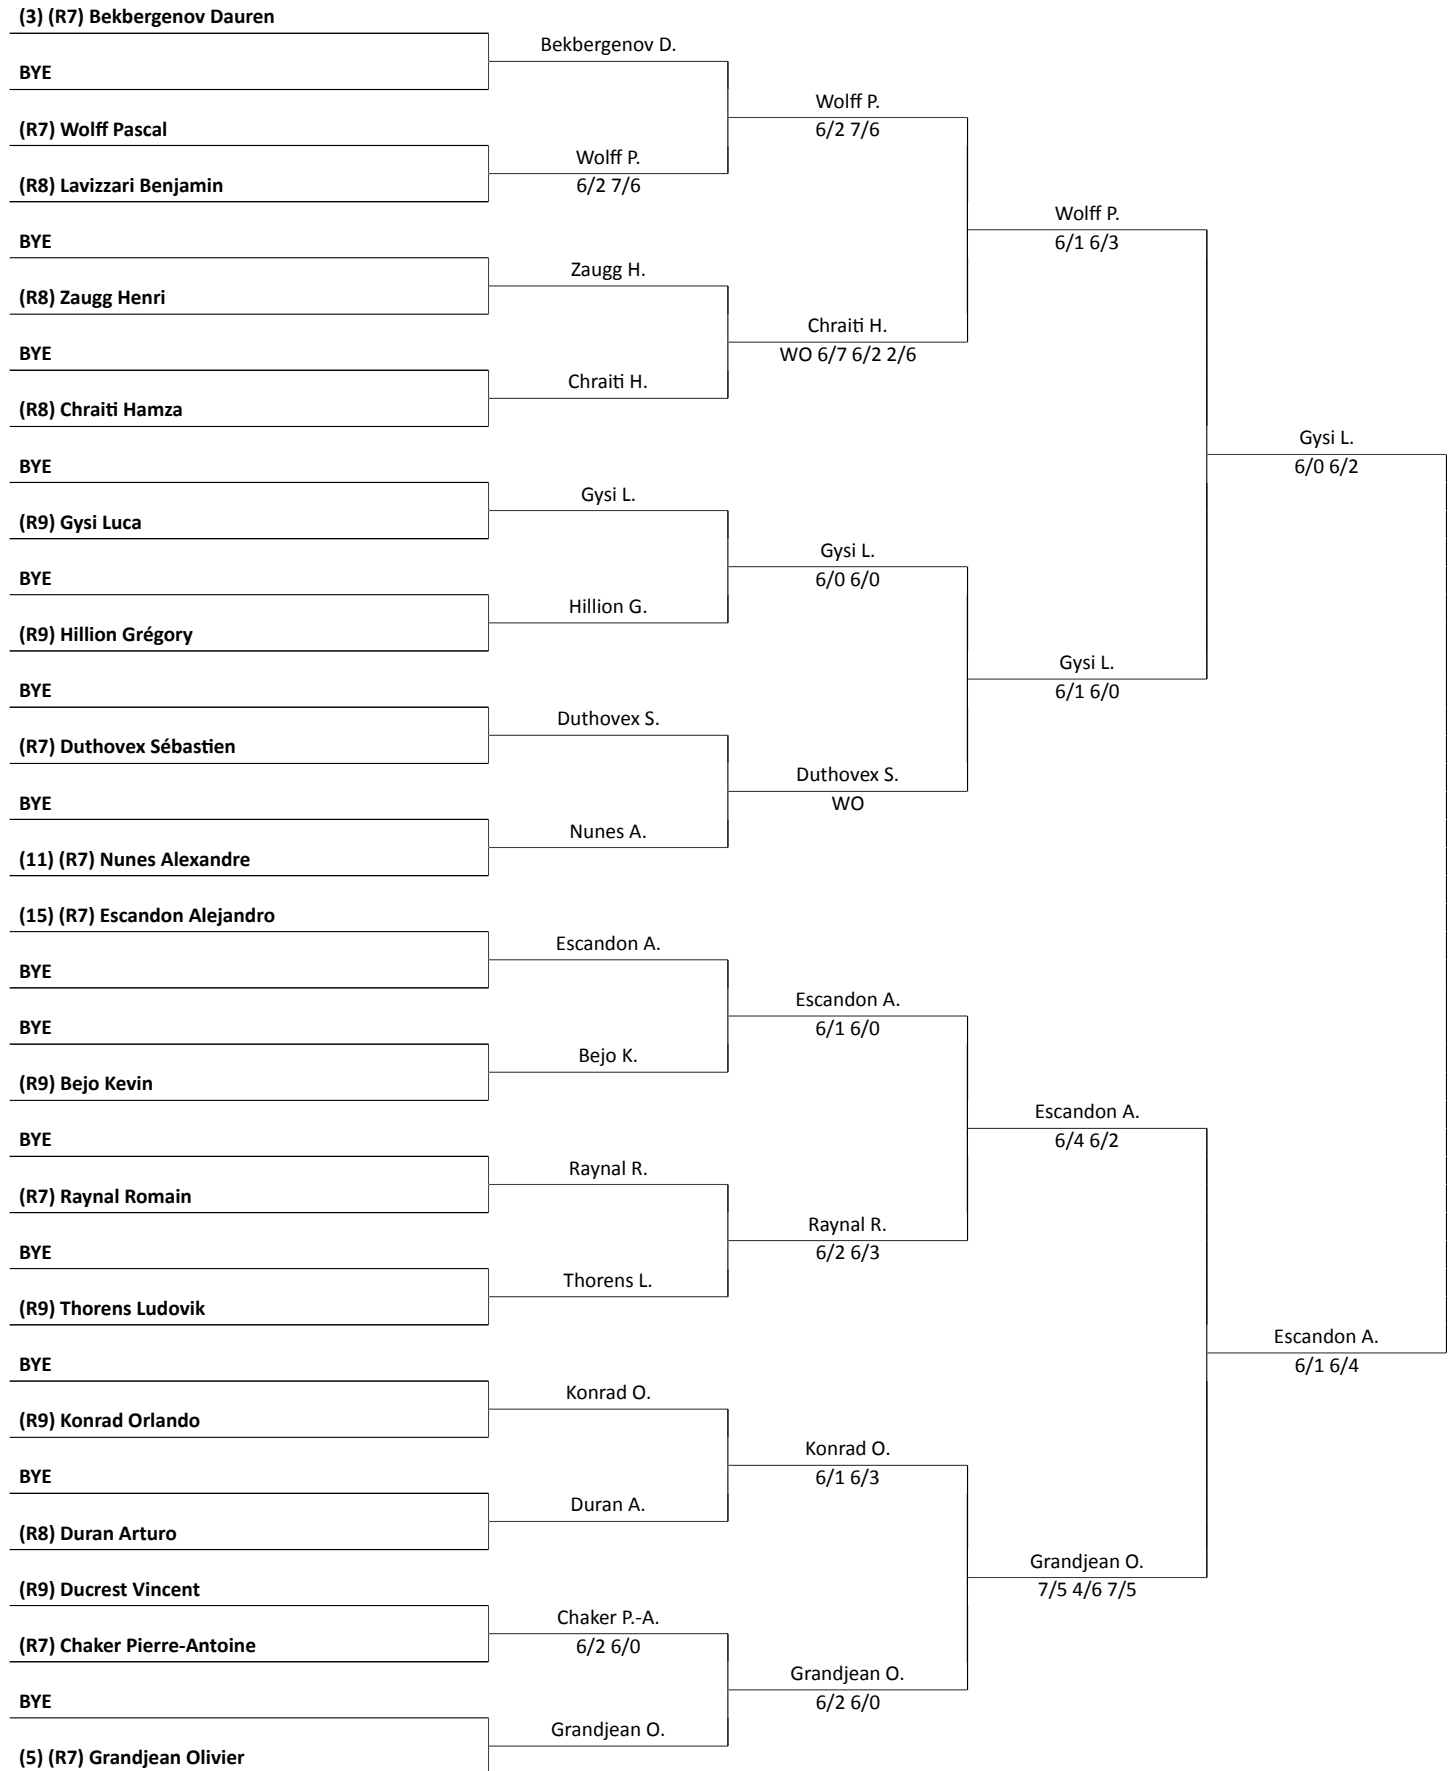 (3) (R7) Bekbergenov Dauren
BYE
(R7) Wolff Pascal
(R8) Lavizzari Benjamin
BYE
(R8) Zaugg Henri
BYE
(R8) Chraiti Hamza
BYE
(R9) Gysi Luca
BYE
(R9) Hillion Grégory
BYE
(R7) Duthovex Sébastien
BYE
(11) (R7) Nunes Alexandre
(15) (R7) Escandon Alejandro
BYE
BYE
(R9) Bejo Kevin
BYE
(R7) Raynal Romain
BYE
(R9) Thorens Ludovik
BYE
(R9) Konrad Orlando
BYE
(R8) Duran Arturo
(R9) Ducrest Vincent
(R7) Chaker Pierre-Antoine
BYE
(5) (R7) Grandjean Olivier
Bekbergenov D.
Wolff P.
6/2 7/6
Zaugg H.
Chraiti H.
Gysi L.
Hillion G.
Duthovex S.
Nunes A.
Escandon A.
Bejo K.
Raynal R.
Thorens L.
Konrad O.
Duran A.
Chaker P.-A.
6/2 6/0
Grandjean O.
Wolff P.
6/2 7/6
Chraiti H.
WO 6/7 6/2 2/6
Gysi L.
6/0 6/0
Duthovex S.
WO
Escandon A.
6/1 6/0
Raynal R.
6/2 6/3
Konrad O.
6/1 6/3
Grandjean O.
6/2 6/0
Wolff P.
6/1 6/3
Gysi L.
6/1 6/0
Escandon A.
6/4 6/2
Grandjean O.
7/5 4/6 7/5
Gysi L.
6/0 6/2
Escandon A.
6/1 6/4